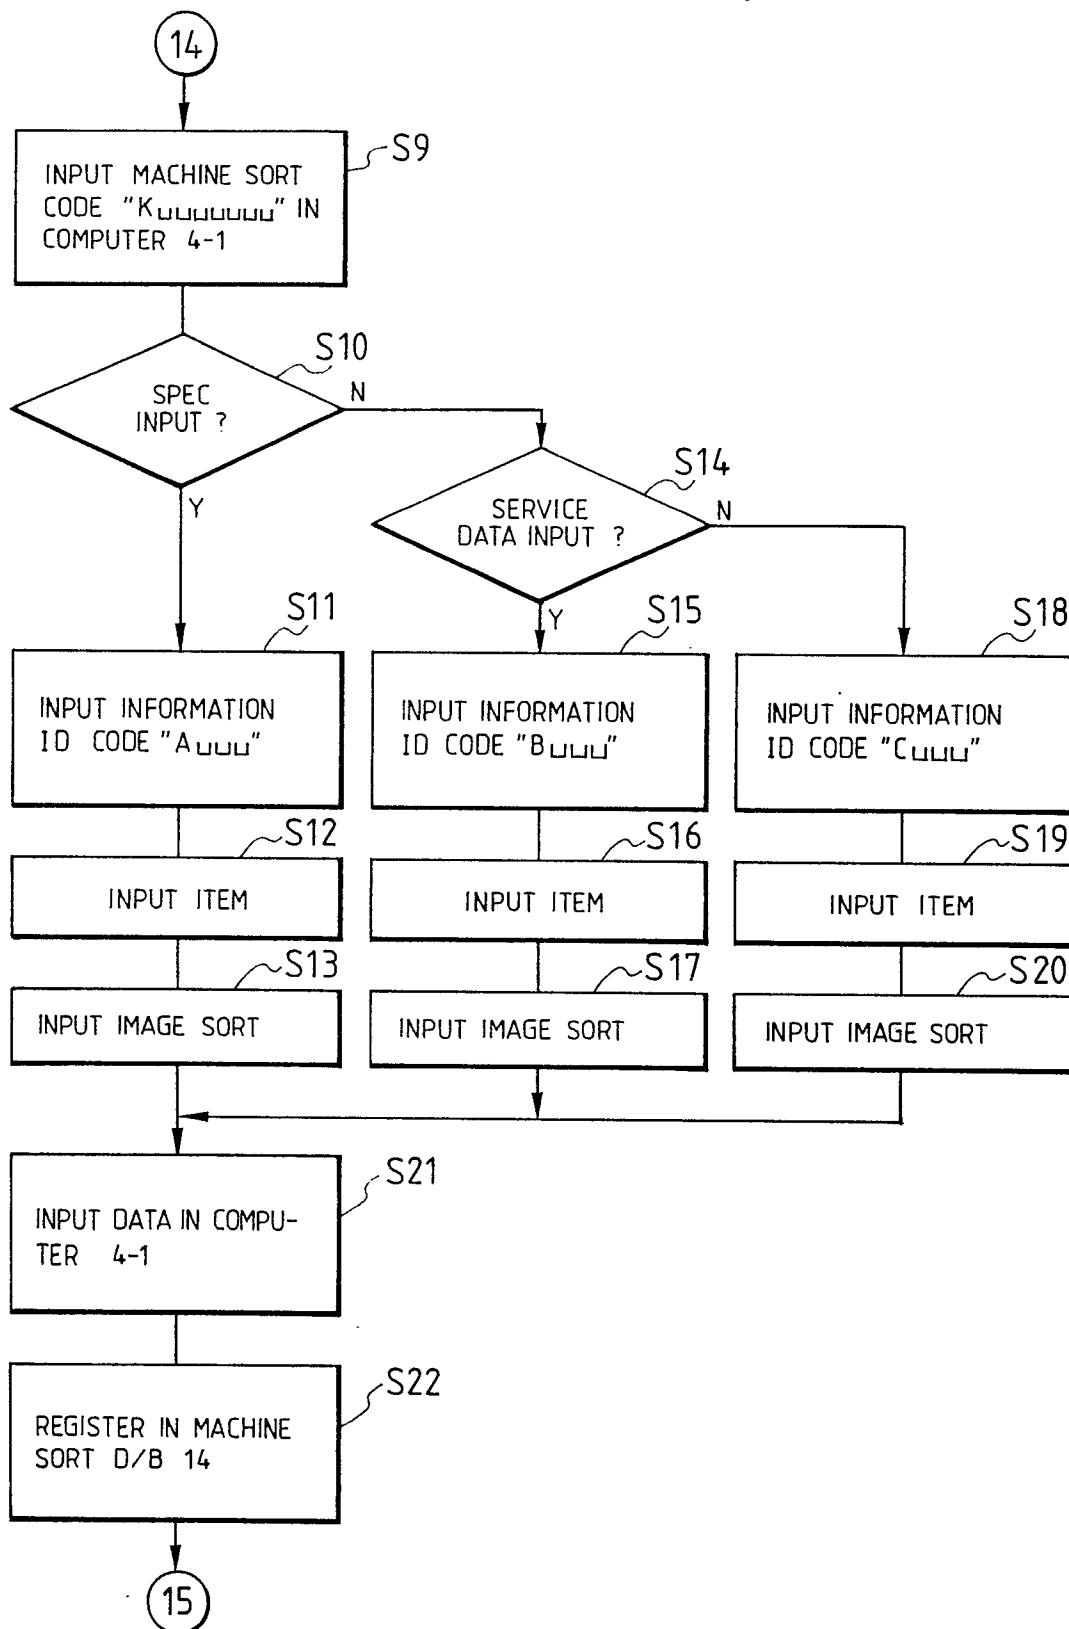 14
S9
INPUT MACHINE SORT
CODE "K␣␣␣␣␣␣␣" IN
COMPUTER 4-1
S10
SPEC
INPUT ?
N
Y
S14
SERVICE
DATA INPUT ?
N
Y
S11
INPUT INFORMATION
ID CODE "A␣␣␣"
S15
INPUT INFORMATION
ID CODE "B␣␣␣"
S18
INPUT INFORMATION
ID CODE "C␣␣␣"
S12
INPUT ITEM
S16
INPUT ITEM
S19
INPUT ITEM
S13
INPUT IMAGE SORT
S17
INPUT IMAGE SORT
S20
INPUT IMAGE SORT
S21
INPUT DATA IN COMPU-
TER 4-1
S22
REGISTER IN MACHINE
SORT D/B 14
15